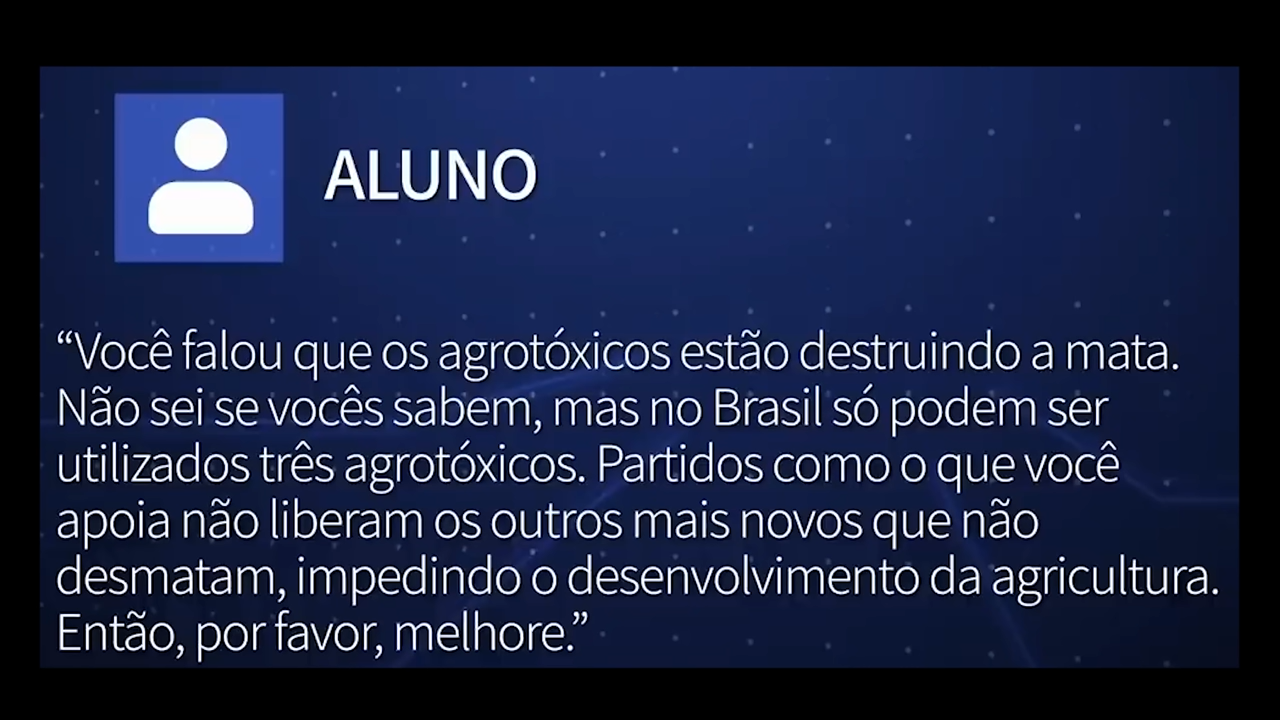 ALUNO
“Você falou que os agrotóxicos estão destruindo a mata.
Não sei se vocês sabem, mas no Brasil só podem ser
utilizados três agrotóxicos. Partidos como o que você
apoia não liberam os outros mais novos que não
desmatam, impedindo o desenvolvimento da agricultura.
Então, por favor, melhore.”